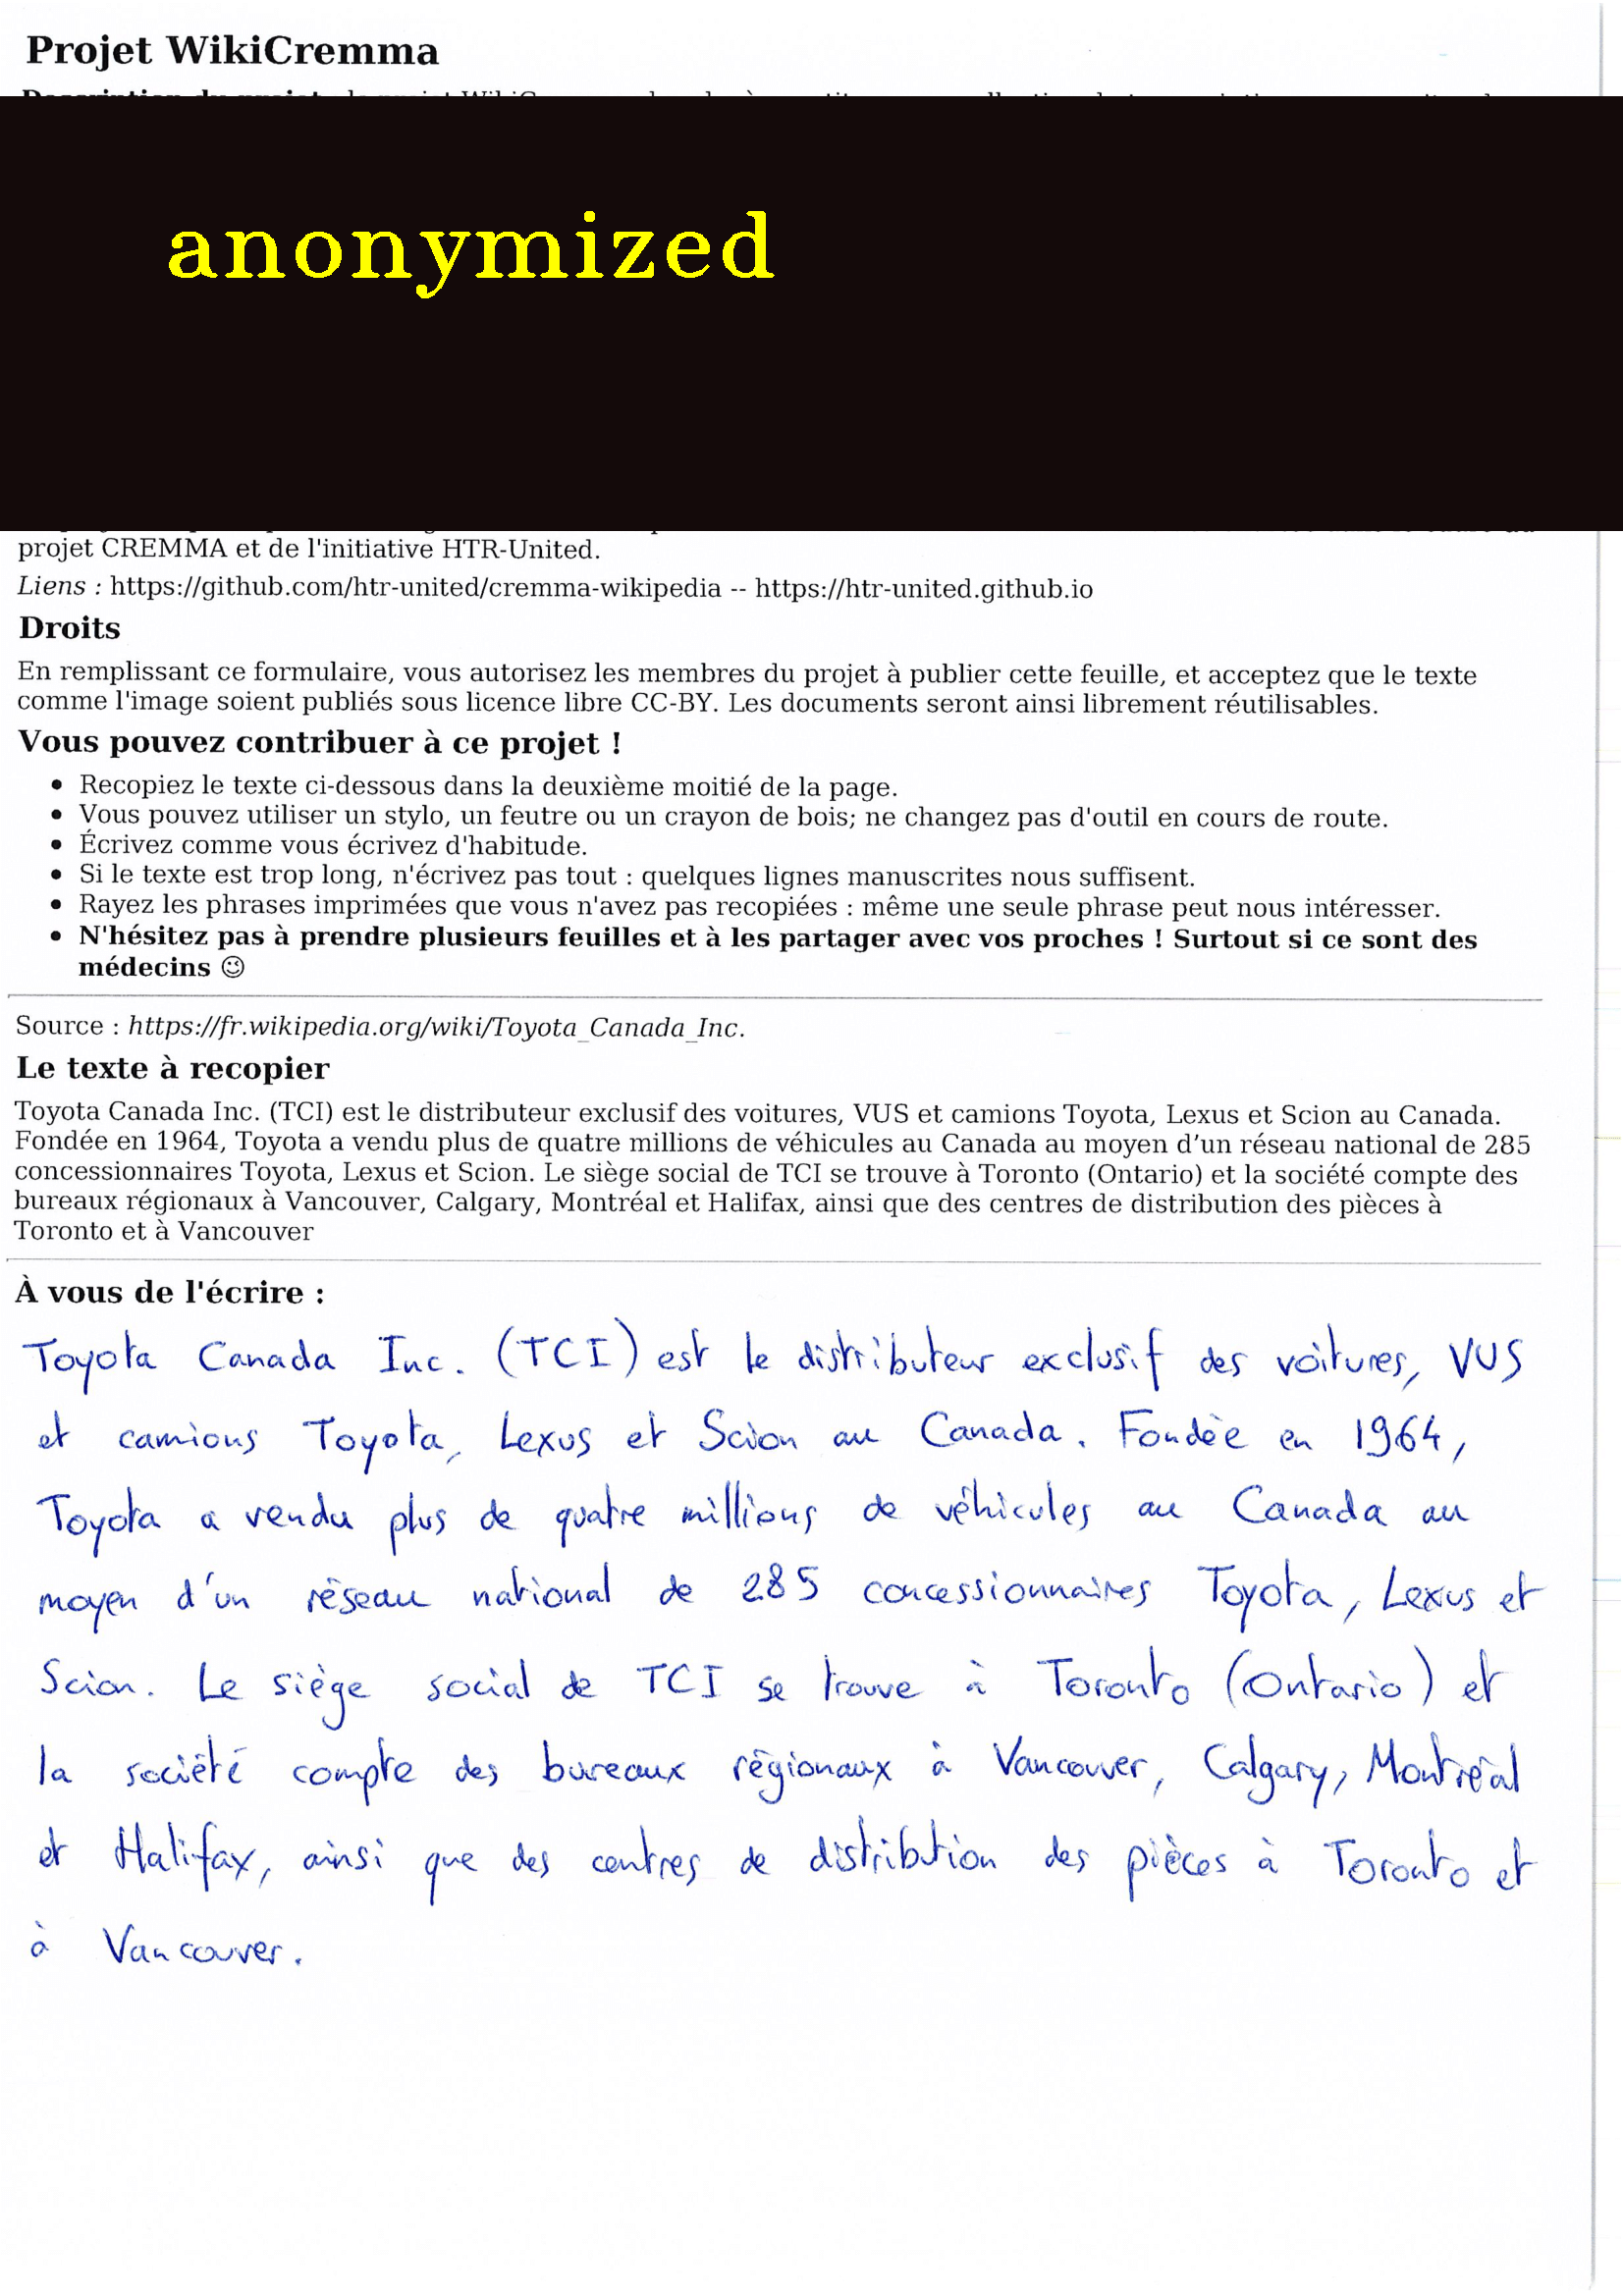 Projet WikiCremma
anonymized
projet CREMMA et de l'initiative HTR-United.
Liens : https://github.com/htr-united/cremma-wikipedia -- https://htr-united.github.io
Droits
En remplissant ce formulaire, vous autorisez les membres du projet à publier cette feuille, et acceptez que le texte
comme l'image soient publiés sous licence libre CC-BY. Les documents seront ainsi librement réutilisables.
Vous pouvez contribuer à ce projet !
• Recopiez le texte ci-dessous dans la deuxième moitié de la page.
• Vous pouvez utiliser un stylo, un feutre ou un crayon de bois; ne changez pas d'outil en cours de route.
• Écrivez comme vous écrivez d'habitude.
• Si le texte est trop long, n'écrivez pas tout : quelques lignes manuscrites nous suffisent.
• Rayez les phrases imprimées que vous n'avez pas recopiées : même une seule phrase peut nous intéresser.
• N'hésitez pas à prendre plusieurs feuilles et à les partager avec vos proches ! Surtout si ce sont des
médecins ☺
Source : https://fr.wikipedia.org/wiki/Toyota_Canada_Inc.
Le texte à recopier
Toyota Canada Inc. (TCI) est le distributeur exclusif des voitures, VUS et camions Toyota, Lexus et Scion au Canada.
Fondée en 1964, Toyota a vendu plus de quatre millions de véhicules au Canada au moyen d’un réseau national de 285
concessionnaires Toyota, Lexus et Scion. Le siège social de TCI se trouve à Toronto (Ontario) et la société compte des
bureaux régionaux à Vancouver, Calgary, Montréal et Halifax, ainsi que des centres de distribution des pièces à
Toronto et à Vancouver
À vous de l'écrire :
Toyota Canada Inc. (TCI) est le distributeur exclusif des voitures, VUS
et camions Toyota, Lexus et Scion au Canada. Fondée en 1964,
Toyota a vendu plus de quatre millions de véhicules au Canada au
moyen d'un réseau national de 285 concessionnaires Toyota, Lexus et
Scion. Le siège social de TCI se trouve à Toronto (Ontario) et
la société compte des bureaux régionaux à Vancouver, Calgary, Montréal
et Halifax, ainsi que des centres de distribution des pièces à Toronto et
à Vancouver.